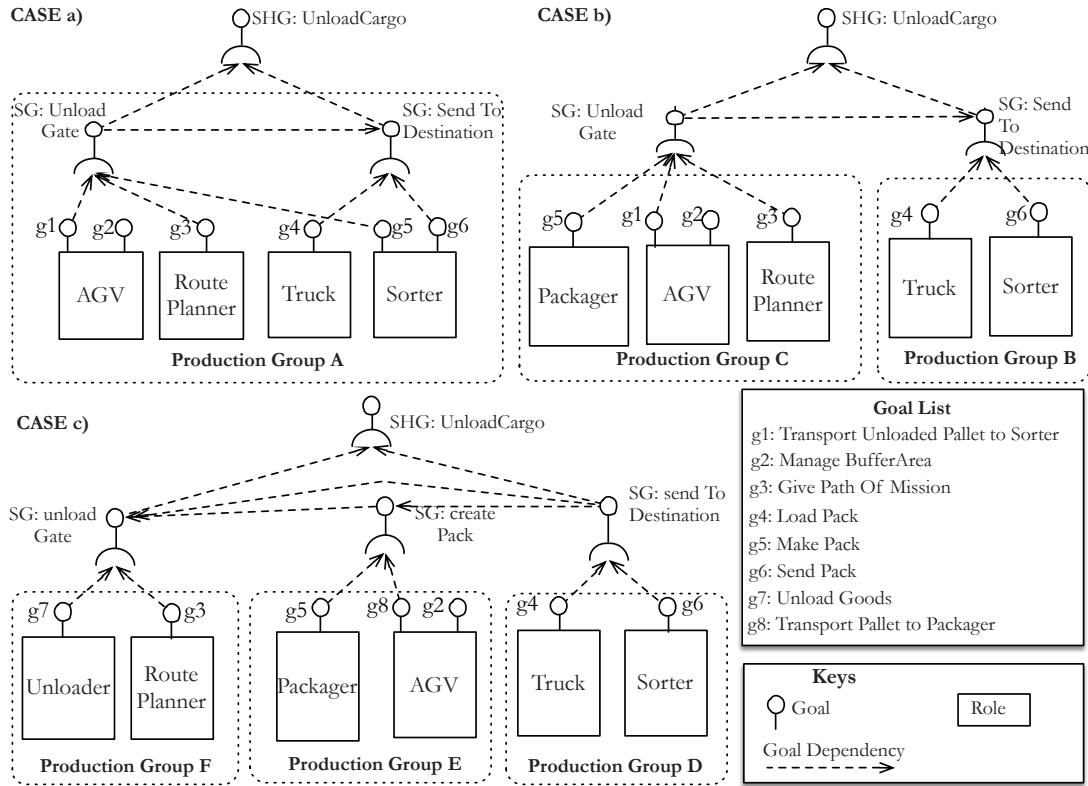 CASE a)
SHG: UnloadCargo
SG: Unload
Gate
SG: Send To
Destination
g1
g2
g3
g4
g5
g6
AGV
Route
Planner
Truck
Sorter
Production Group A
CASE b)
SHG: UnloadCargo
SG: Unload
Gate
SG: Send
To
Destination
g5
g1
g2
g3
g4
g6
Packager
AGV
Route
Planner
Truck
Sorter
Production Group C
Production Group B
CASE c)
SHG: UnloadCargo
SG: unload
Gate
SG: create
Pack
SG: send To
Destination
g7
g3
g5
g8
g2
g4
g6
Unloader
Route
Planner
Packager
AGV
Truck
Sorter
Production Group F
Production Group E
Production Group D
Goal List
g1: Transport Unloaded Pallet to Sorter
g2: Manage BufferArea
g3: Give Path Of Mission
g4: Load Pack
g5: Make Pack
g6: Send Pack
g7: Unload Goods
g8: Transport Pallet to Packager
Keys
Goal
Role
Goal Dependency